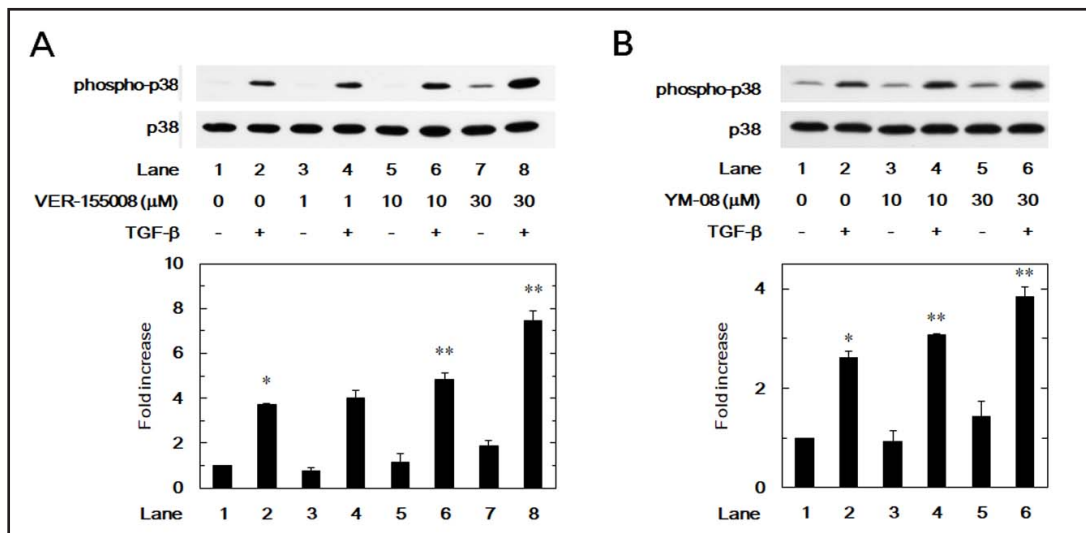 A
phospho-p38
p38
Lane 1 2 3 4 5 6 7 8
VER-155008 (μM) 0 0 1 1 10 10 30 30
TGF-β - + - + - + - +
10
8
6
4
2
0
Fold increase
* ** **
Lane 1 2 3 4 5 6 7 8
B
phospho-p38
p38
Lane 1 2 3 4 5 6
YM-08 (μM) 0 0 10 10 30 30
TGF-β - + - + - +
4
2
0
Fold increase
* ** **
Lane 1 2 3 4 5 6